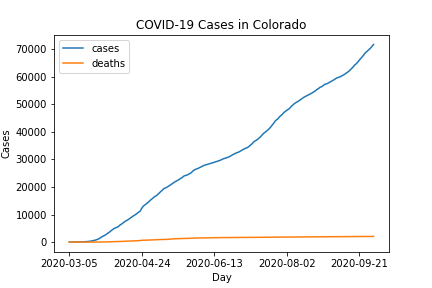 COVID-19 Cases in Colorado
cases
deaths
70000
60000
50000
40000
30000
20000
10000
0
Cases
2020-03-05 2020-04-24 2020-06-13 2020-08-02 2020-09-21
Day